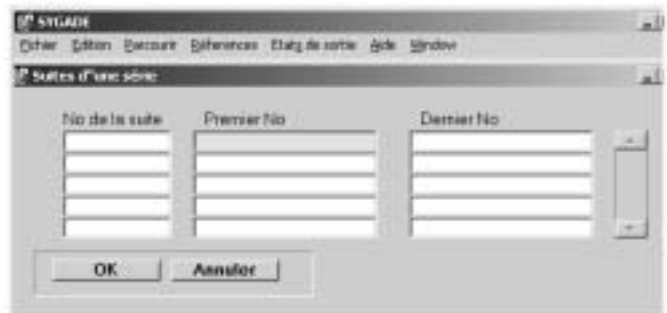 SYGADE
Fichier Edition Parcourir Références Etats de sortie Aide Window
Suites d'une série
No de la suite Premier No Dernier No
OK Annuler